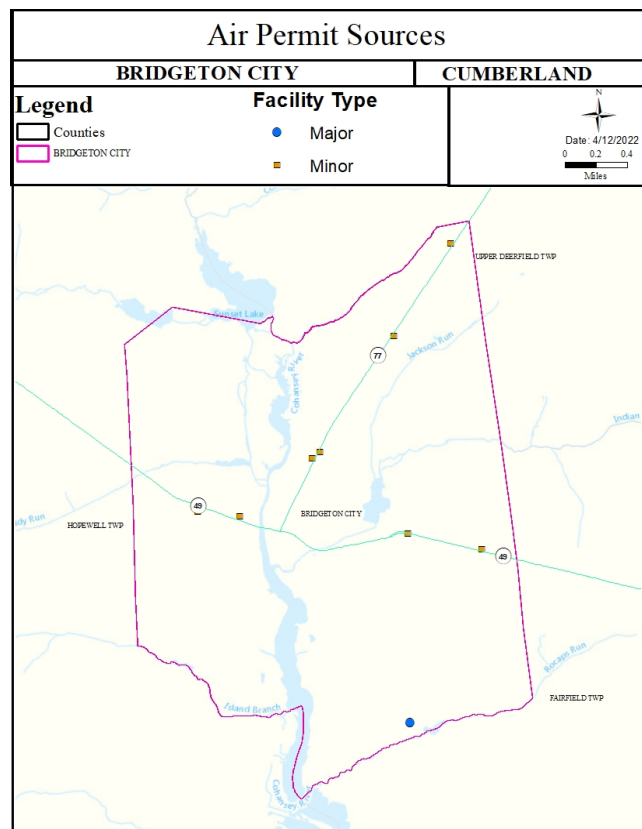 Air Permit Sources
BRIDGETON CITY
CUMBERLAND
Legend
Counties
BRIDGETON CITY
Facility Type
Major
Minor
N
Date: 4/12/2022
0 0.2 0.4
Miles
UPPER DEERFIELD TWP
Sunset Lake
77
Jackson Run
Cohansey River
Indian
49
BRIDGETON CITY
HOPEWELL TWP
49
Rocaps Run
FAIRFIELD TWP
Island Branch
Cohansey